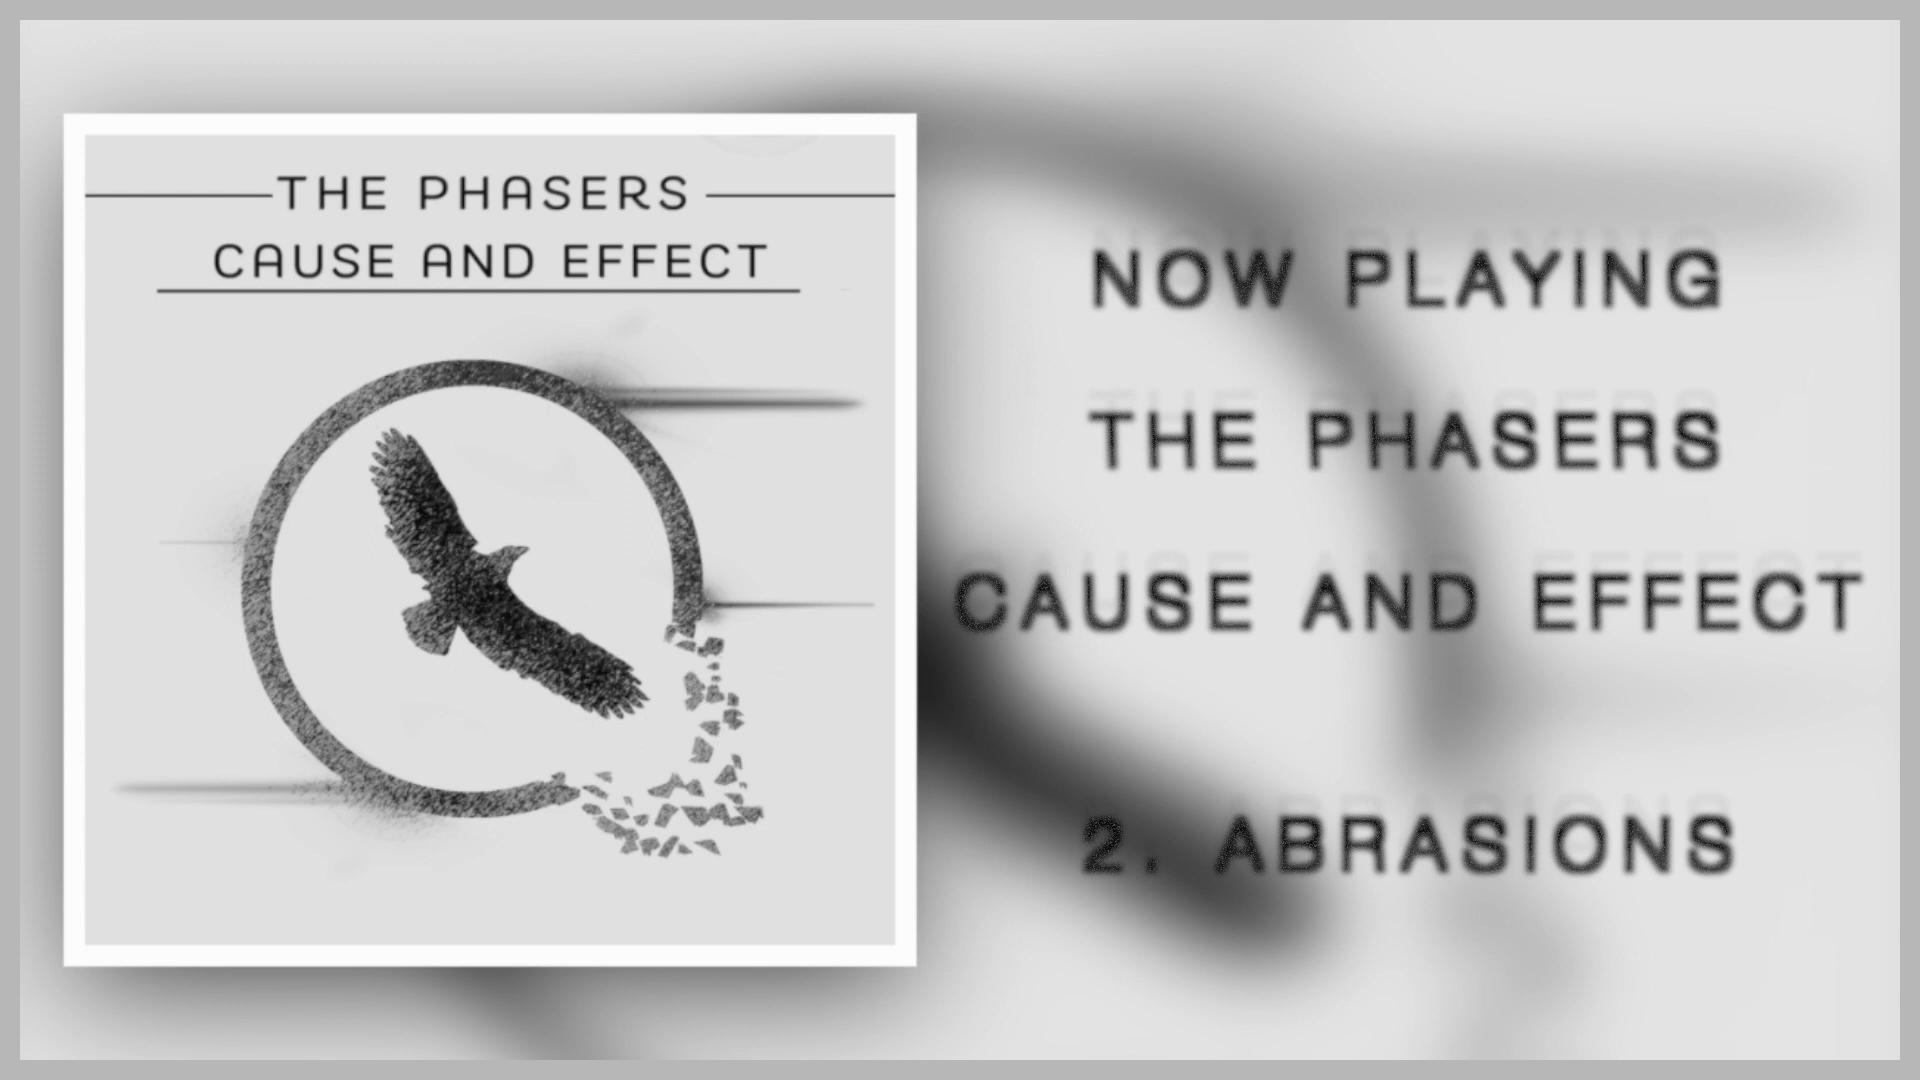 THE PHASERS
CAUSE AND EFFECT
NOW PLAYING
THE PHASERS
CAUSE AND EFFECT
2. ABRASIONS